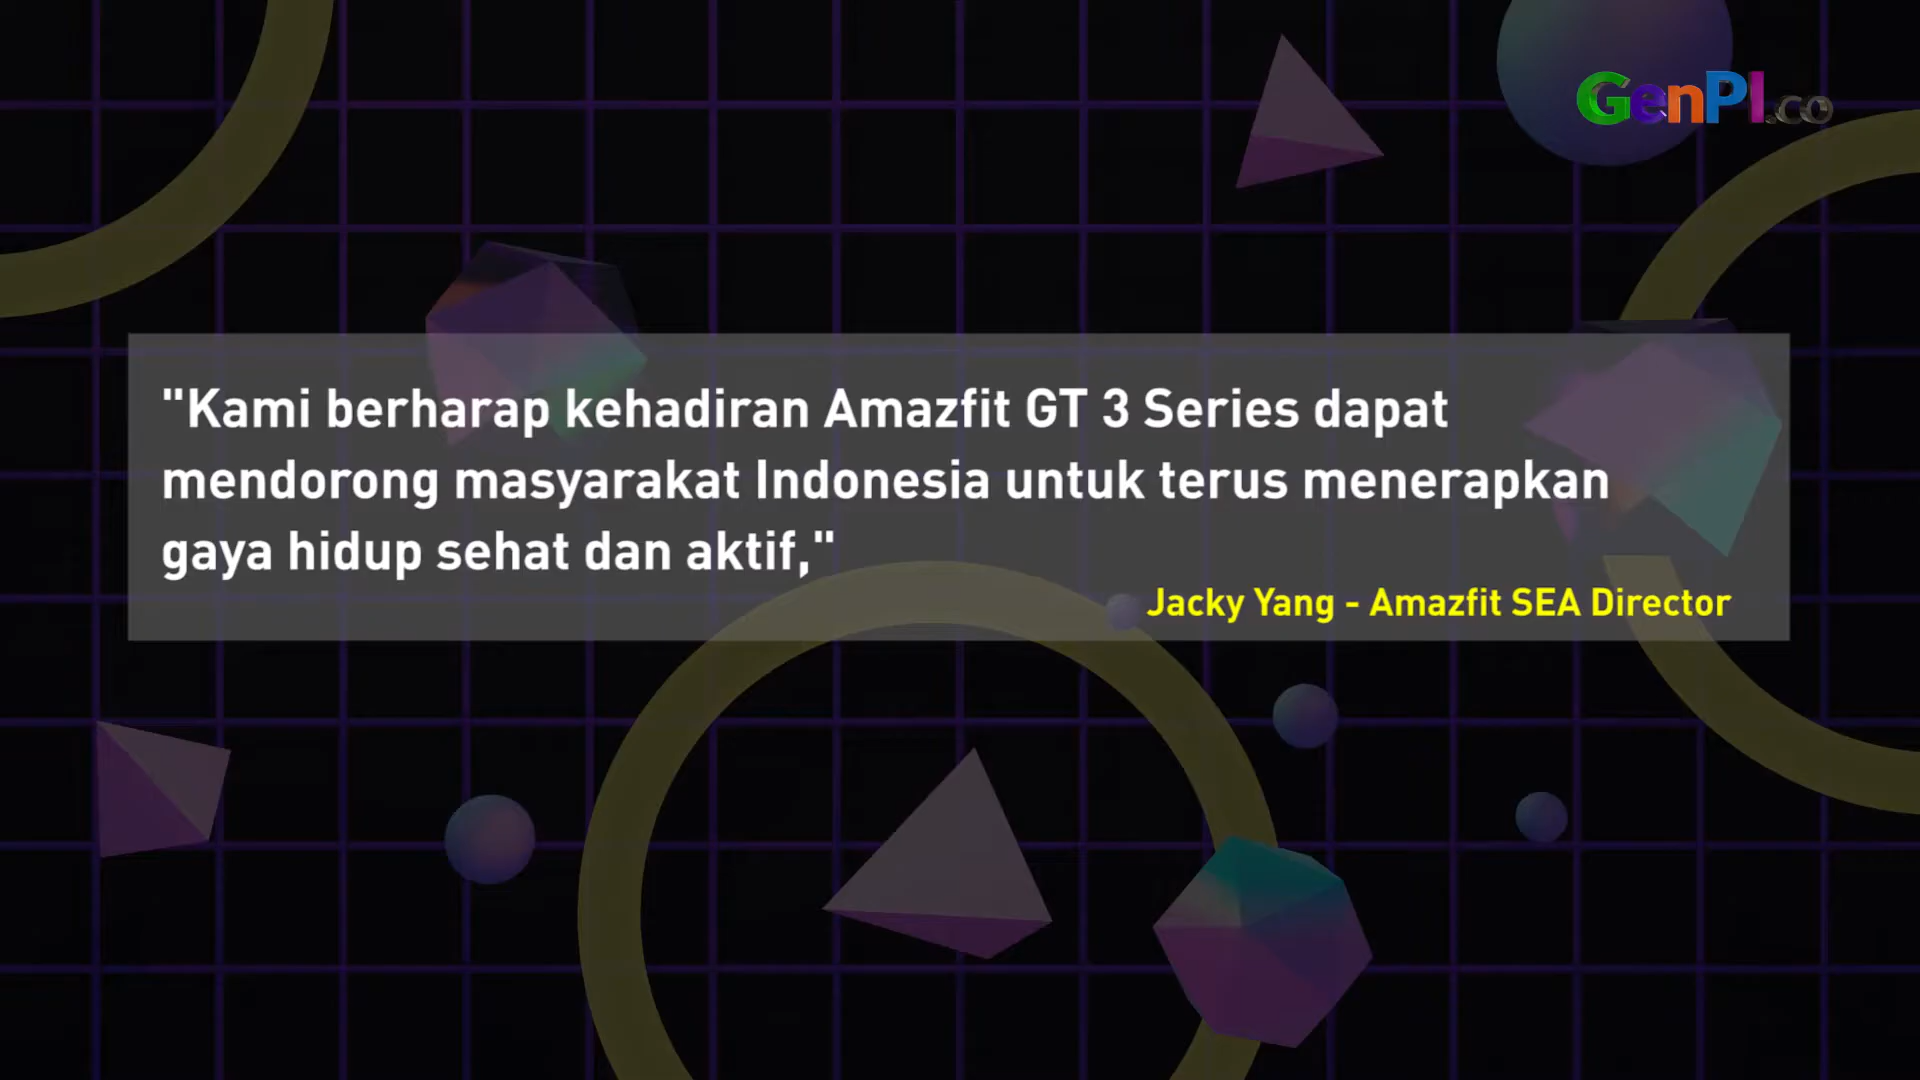 GenPI.co
"Kami berharap kehadiran Amazfit GT 3 Series dapat
mendorong masyarakat Indonesia untuk terus menerapkan
gaya hidup sehat dan aktif,"
Jacky Yang - Amazfit SEA Director